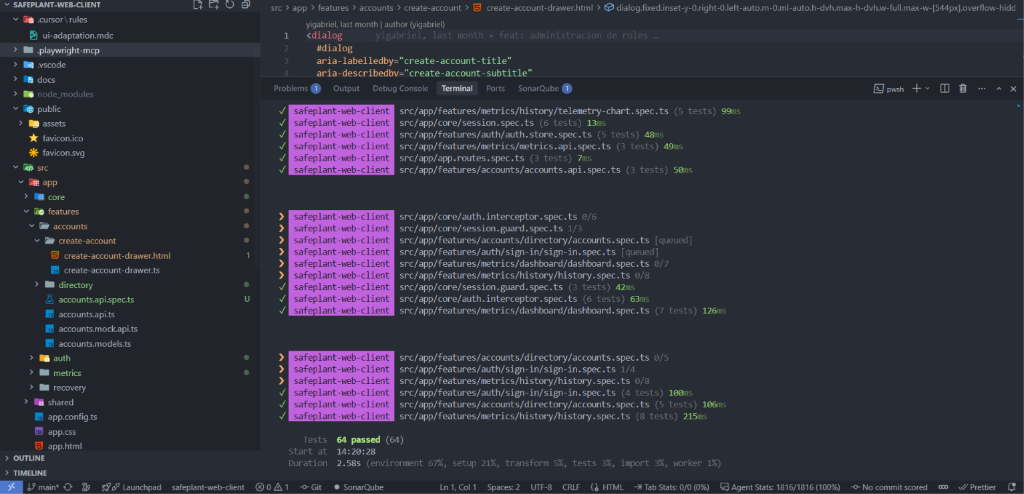 SAFEPLANT-WEB-CLIENT
.cursor \ rules
ui-adaptation.mdc
.playwright-mcp
.vscode
docs
node_modules
public
assets
favicon.ico
favicon.svg
src
app
core
features
accounts
create-account
create-account-drawer.html 1
create-account-drawer.ts
directory
accounts.api.spec.ts U
accounts.api.ts
accounts.mock.api.ts
accounts.models.ts
auth
metrics
recovery
shared
app.config.ts
app.css
app.html
OUTLINE
TIMELINE
src > app > features > accounts > create-account > create-account-drawer.html > dialog.fixed.inset-y-0.right-0.left-auto.m-0.ml-auto.h-dvh.max-h-dvh.w-full.max-w-[544px].overflow-hidd
yigabriel, last month | author (yigabriel)
1 <dialog yigabriel, last month • feat: administracion de roles …
2 #dialog
3 aria-labelledby="create-account-title"
4 aria-describedby="create-account-subtitle"
Problems 1 Output Debug Console Terminal Ports SonarQube 1 pwsh
✓ safeplant-web-client src/app/features/metrics/history/telemetry-chart.spec.ts (5 tests) 99ms
✓ safeplant-web-client src/app/core/session.spec.ts (6 tests) 13ms
✓ safeplant-web-client src/app/features/auth/auth.store.spec.ts (5 tests) 48ms
✓ safeplant-web-client src/app/features/metrics/metrics.api.spec.ts (3 tests) 49ms
✓ safeplant-web-client src/app/app.routes.spec.ts (3 tests) 7ms
✓ safeplant-web-client src/app/features/accounts/accounts.api.spec.ts (3 tests) 50ms
❯ safeplant-web-client src/app/core/auth.interceptor.spec.ts 0/6
❯ safeplant-web-client src/app/core/session.guard.spec.ts 1/3
❯ safeplant-web-client src/app/features/accounts/directory/accounts.spec.ts [queued]
❯ safeplant-web-client src/app/features/auth/sign-in/sign-in.spec.ts [queued]
❯ safeplant-web-client src/app/features/metrics/dashboard/dashboard.spec.ts 0/7
❯ safeplant-web-client src/app/features/metrics/history/history.spec.ts 0/8
✓ safeplant-web-client src/app/core/session.guard.spec.ts (3 tests) 42ms
✓ safeplant-web-client src/app/core/auth.interceptor.spec.ts (6 tests) 63ms
✓ safeplant-web-client src/app/features/metrics/dashboard/dashboard.spec.ts (7 tests) 126ms
❯ safeplant-web-client src/app/features/accounts/directory/accounts.spec.ts 0/5
❯ safeplant-web-client src/app/features/auth/sign-in/sign-in.spec.ts 1/4
❯ safeplant-web-client src/app/features/metrics/history/history.spec.ts 0/8
✓ safeplant-web-client src/app/features/auth/sign-in/sign-in.spec.ts (4 tests) 100ms
✓ safeplant-web-client src/app/features/accounts/directory/accounts.spec.ts (5 tests) 106ms
✓ safeplant-web-client src/app/features/metrics/history/history.spec.ts (8 tests) 215ms
Tests 64 passed (64)
Start at 14:20:28
Duration 2.58s (environment 67%, setup 21%, transform 5%, tests 3%, import 3%, worker 1%)
main* Launchpad safeplant-web-client 0 1 Git SonarQube Ln 1, Col 1 Spaces: 2 UTF-8 CRLF HTML Tab Stats: 0/0 (0%) Agent Stats: 1816/1816 (100%) No commit scored Prettier